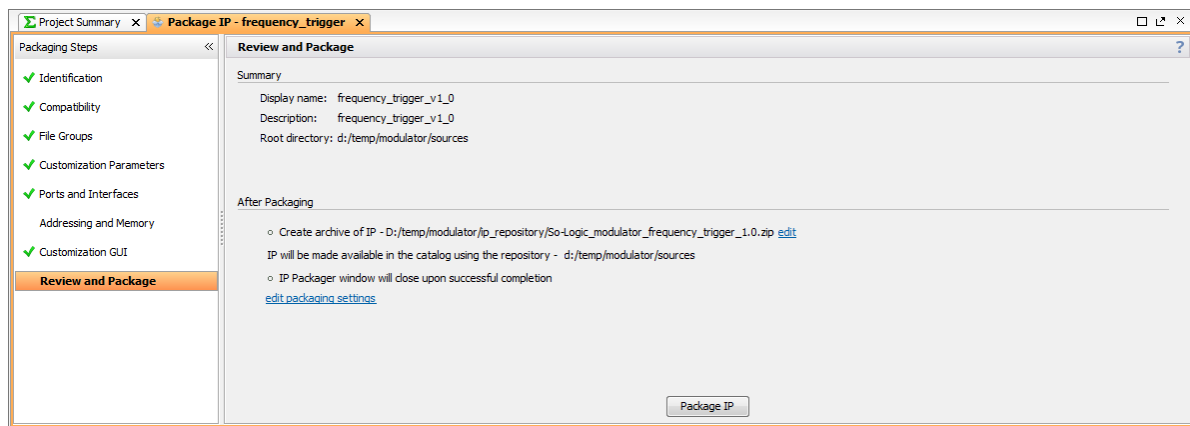 Project Summary × Package IP - frequency_trigger ×
Packaging Steps «
Identification
Compatibility
File Groups
Customization Parameters
Ports and Interfaces
Addressing and Memory
Customization GUI
Review and Package
Review and Package ?
Summary
Display name: frequency_trigger_v1_0
Description: frequency_trigger_v1_0
Root directory: d:/temp/modulator/sources
After Packaging
Create archive of IP - D:/temp/modulator/ip_repository/So-Logic_modulator_frequency_trigger_1.0.zip edit
IP will be made available in the catalog using the repository - d:/temp/modulator/sources
IP Packager window will close upon successful completion
edit packaging settings
Package IP